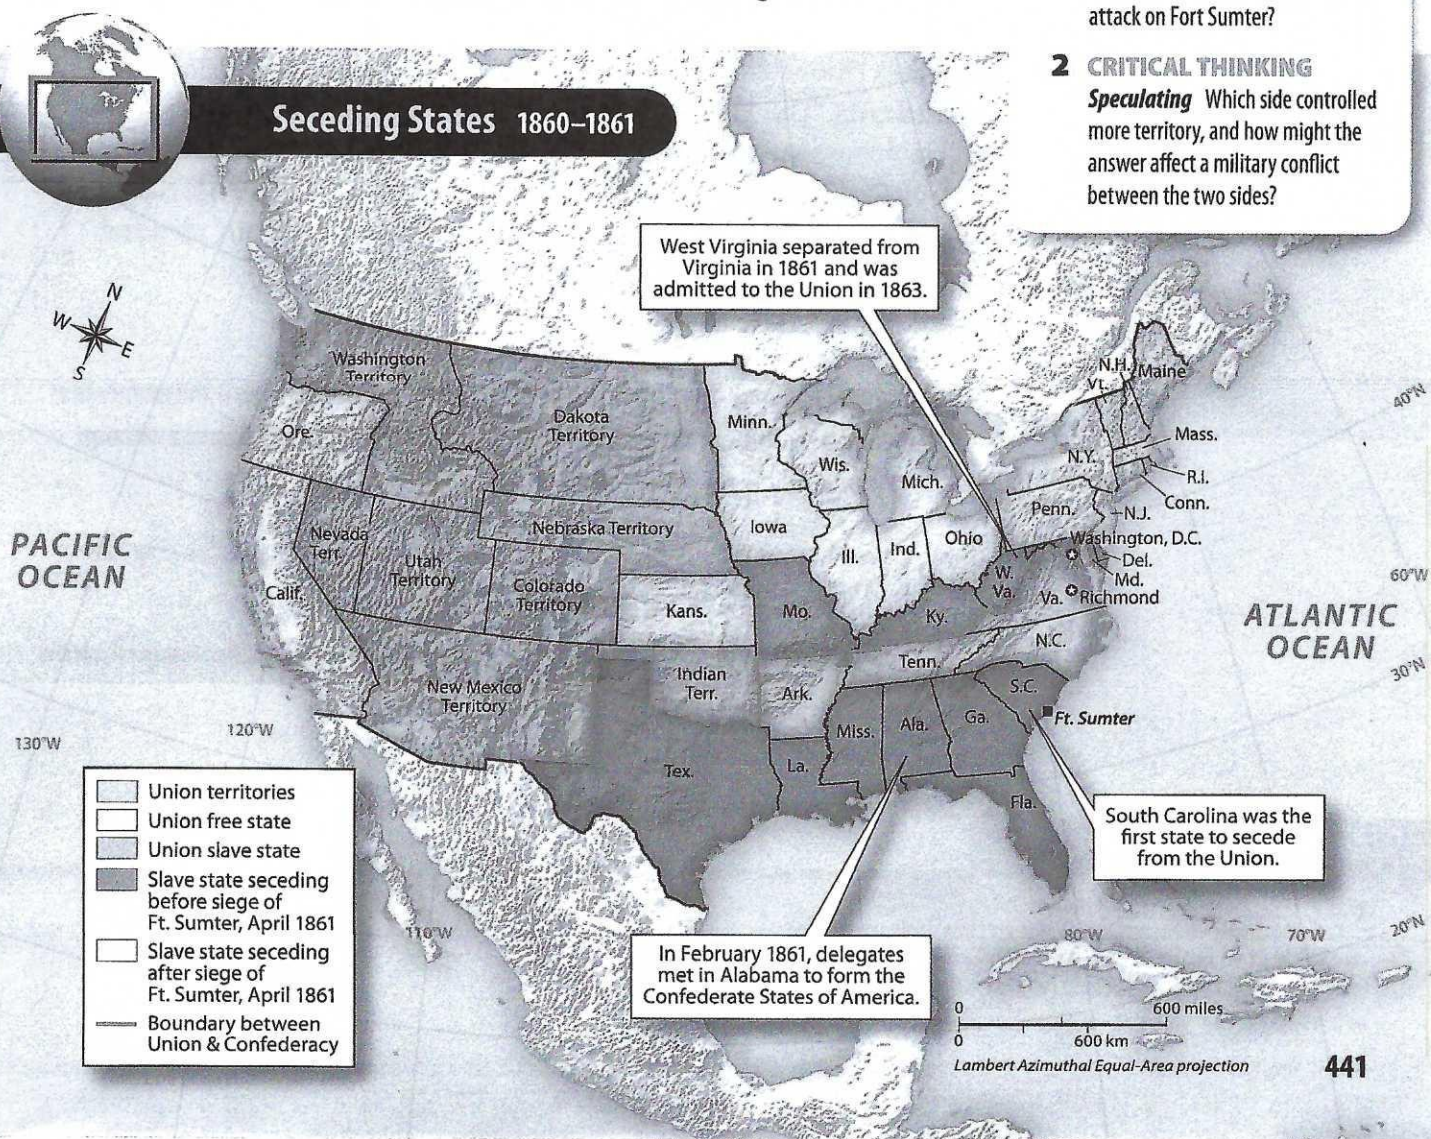 attack on Fort Sumter?
2 CRITICAL THINKING
Speculating Which side controlled
more territory, and how might the
answer affect a military conflict
between the two sides?
Seceding States 1860–1861
West Virginia separated from
Virginia in 1861 and was
admitted to the Union in 1863.
N
W
E
S
Washington
Territory
Ore.
Dakota
Territory
Minn.
Wis.
Mich.
N.H.
Vt.
Maine
Mass.
N.Y.
R.I.
Conn.
Penn.
N.J.
40°N
PACIFIC
OCEAN
Nevada
Terr.
Utah
Territory
Nebraska Territory
Colorado
Territory
Iowa
Ill.
Ind.
Ohio
Washington, D.C.
Del.
Md.
W.
Va.
Va.
Richmond
60°W
Calif.
Kans.
Mo.
Ky.
ATLANTIC
OCEAN
N.C.
Tenn.
30°N
New Mexico
Territory
Indian
Terr.
Ark.
S.C.
Ft. Sumter
Miss.
Ala.
Ga.
130°W
120°W
Tex.
La.
Fla.
South Carolina was the
first state to secede
from the Union.
Union territories
Union free state
Union slave state
Slave state seceding
before siege of
Ft. Sumter, April 1861
Slave state seceding
after siege of
Ft. Sumter, April 1861
Boundary between
Union & Confederacy
110°W
In February 1861, delegates
met in Alabama to form the
Confederate States of America.
80°W
70°W
20°N
0
600 miles
0
600 km
Lambert Azimuthal Equal-Area projection
441